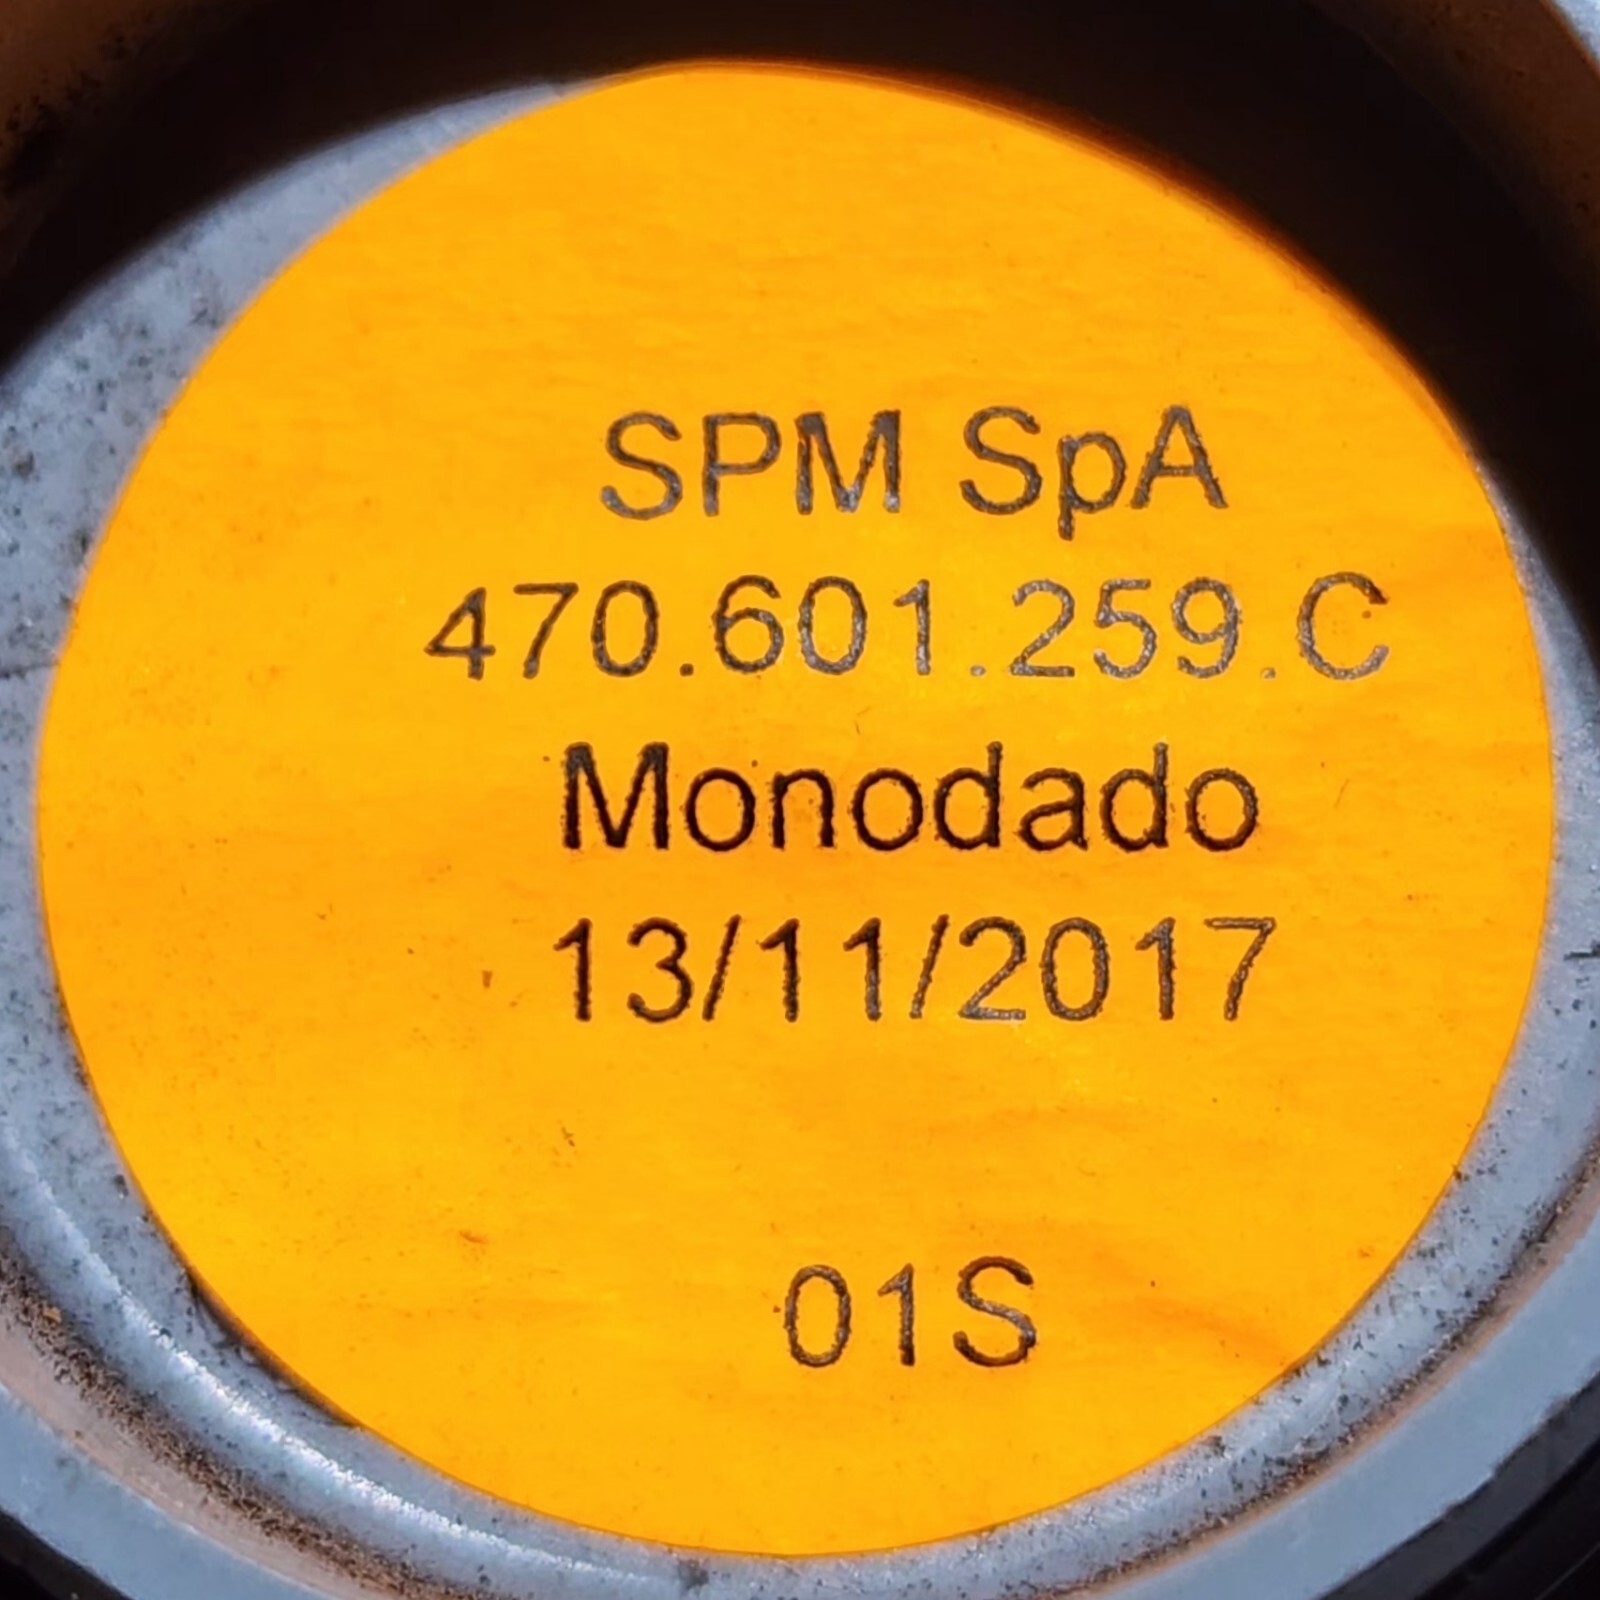 SPM SpA
470.601.259.C
Monodado
13/11/2017
01S